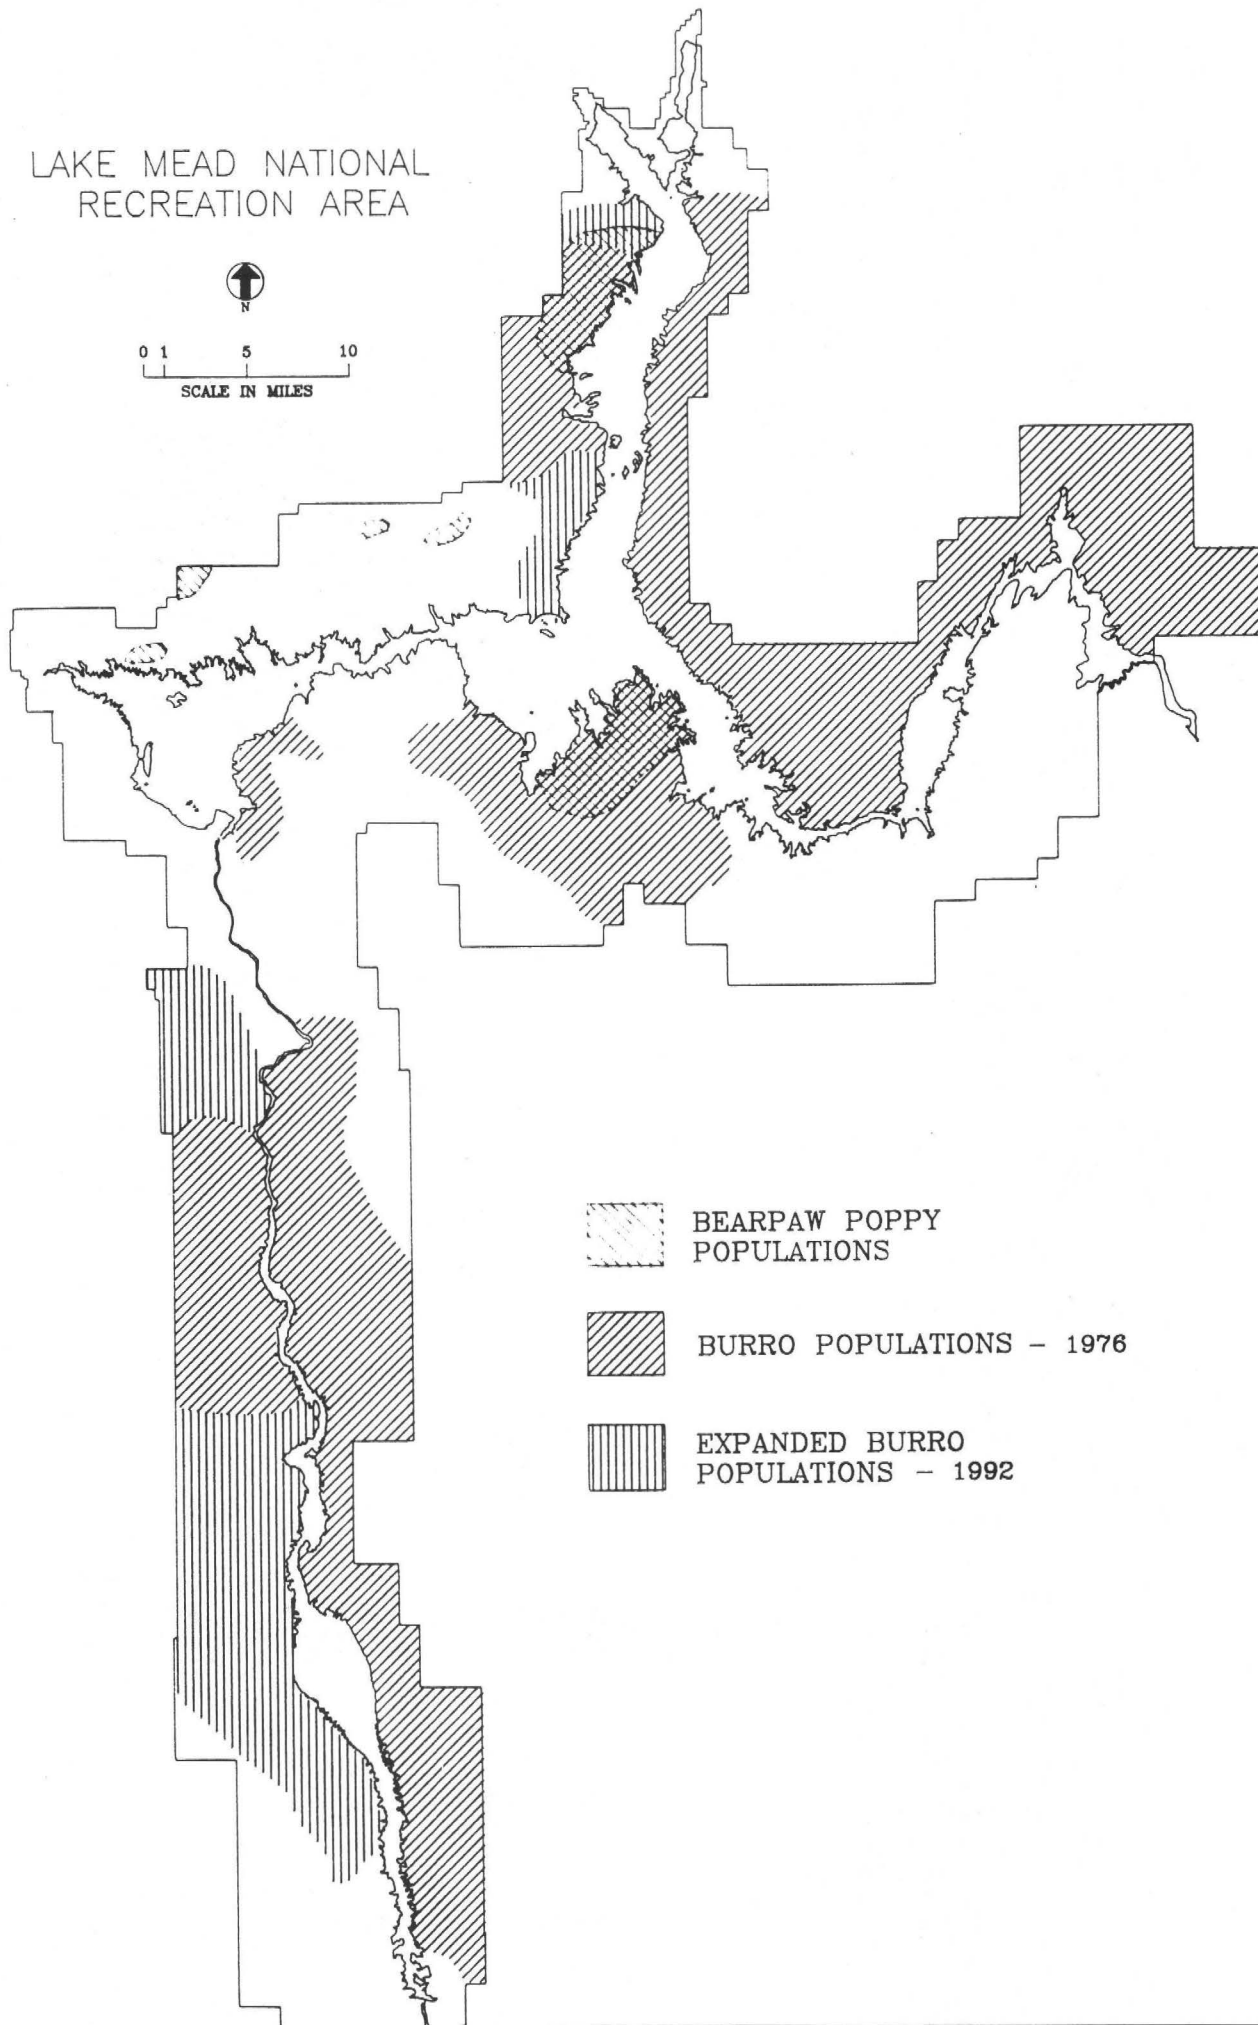 LAKE MEAD NATIONAL
RECREATION AREA
N
0 1 5 10
SCALE IN MILES
BEARPAW POPPY
POPULATIONS
BURRO POPULATIONS - 1976
EXPANDED BURRO
POPULATIONS - 1992